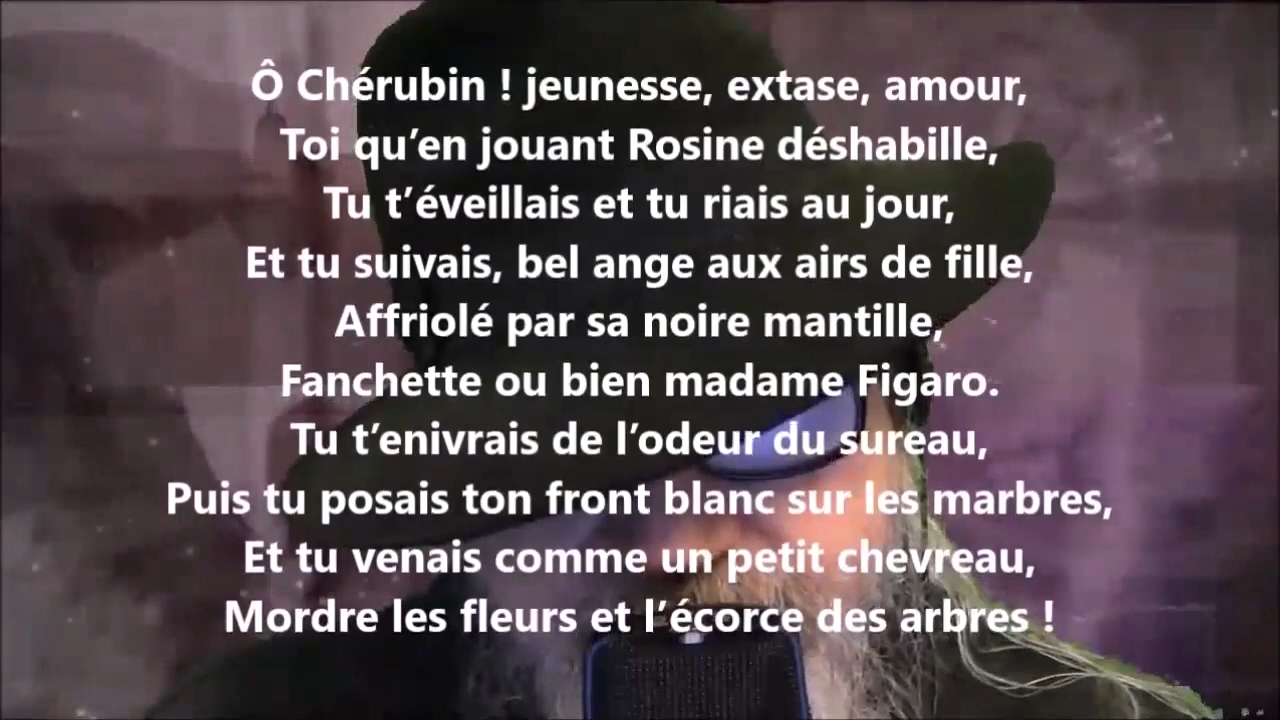 Ô Chérubin ! jeunesse, extase, amour,
Toi qu’en jouant Rosine déshabille,
Tu t’éveillais et tu riais au jour,
Et tu suivais, bel ange aux airs de fille,
Affriolé par sa noire mantille,
Fanchette ou bien madame Figaro.
Tu t’enivrais de l’odeur du sureau,
Puis tu posais ton front blanc sur les marbres,
Et tu venais comme un petit chevreau,
Mordre les fleurs et l’écorce des arbres !